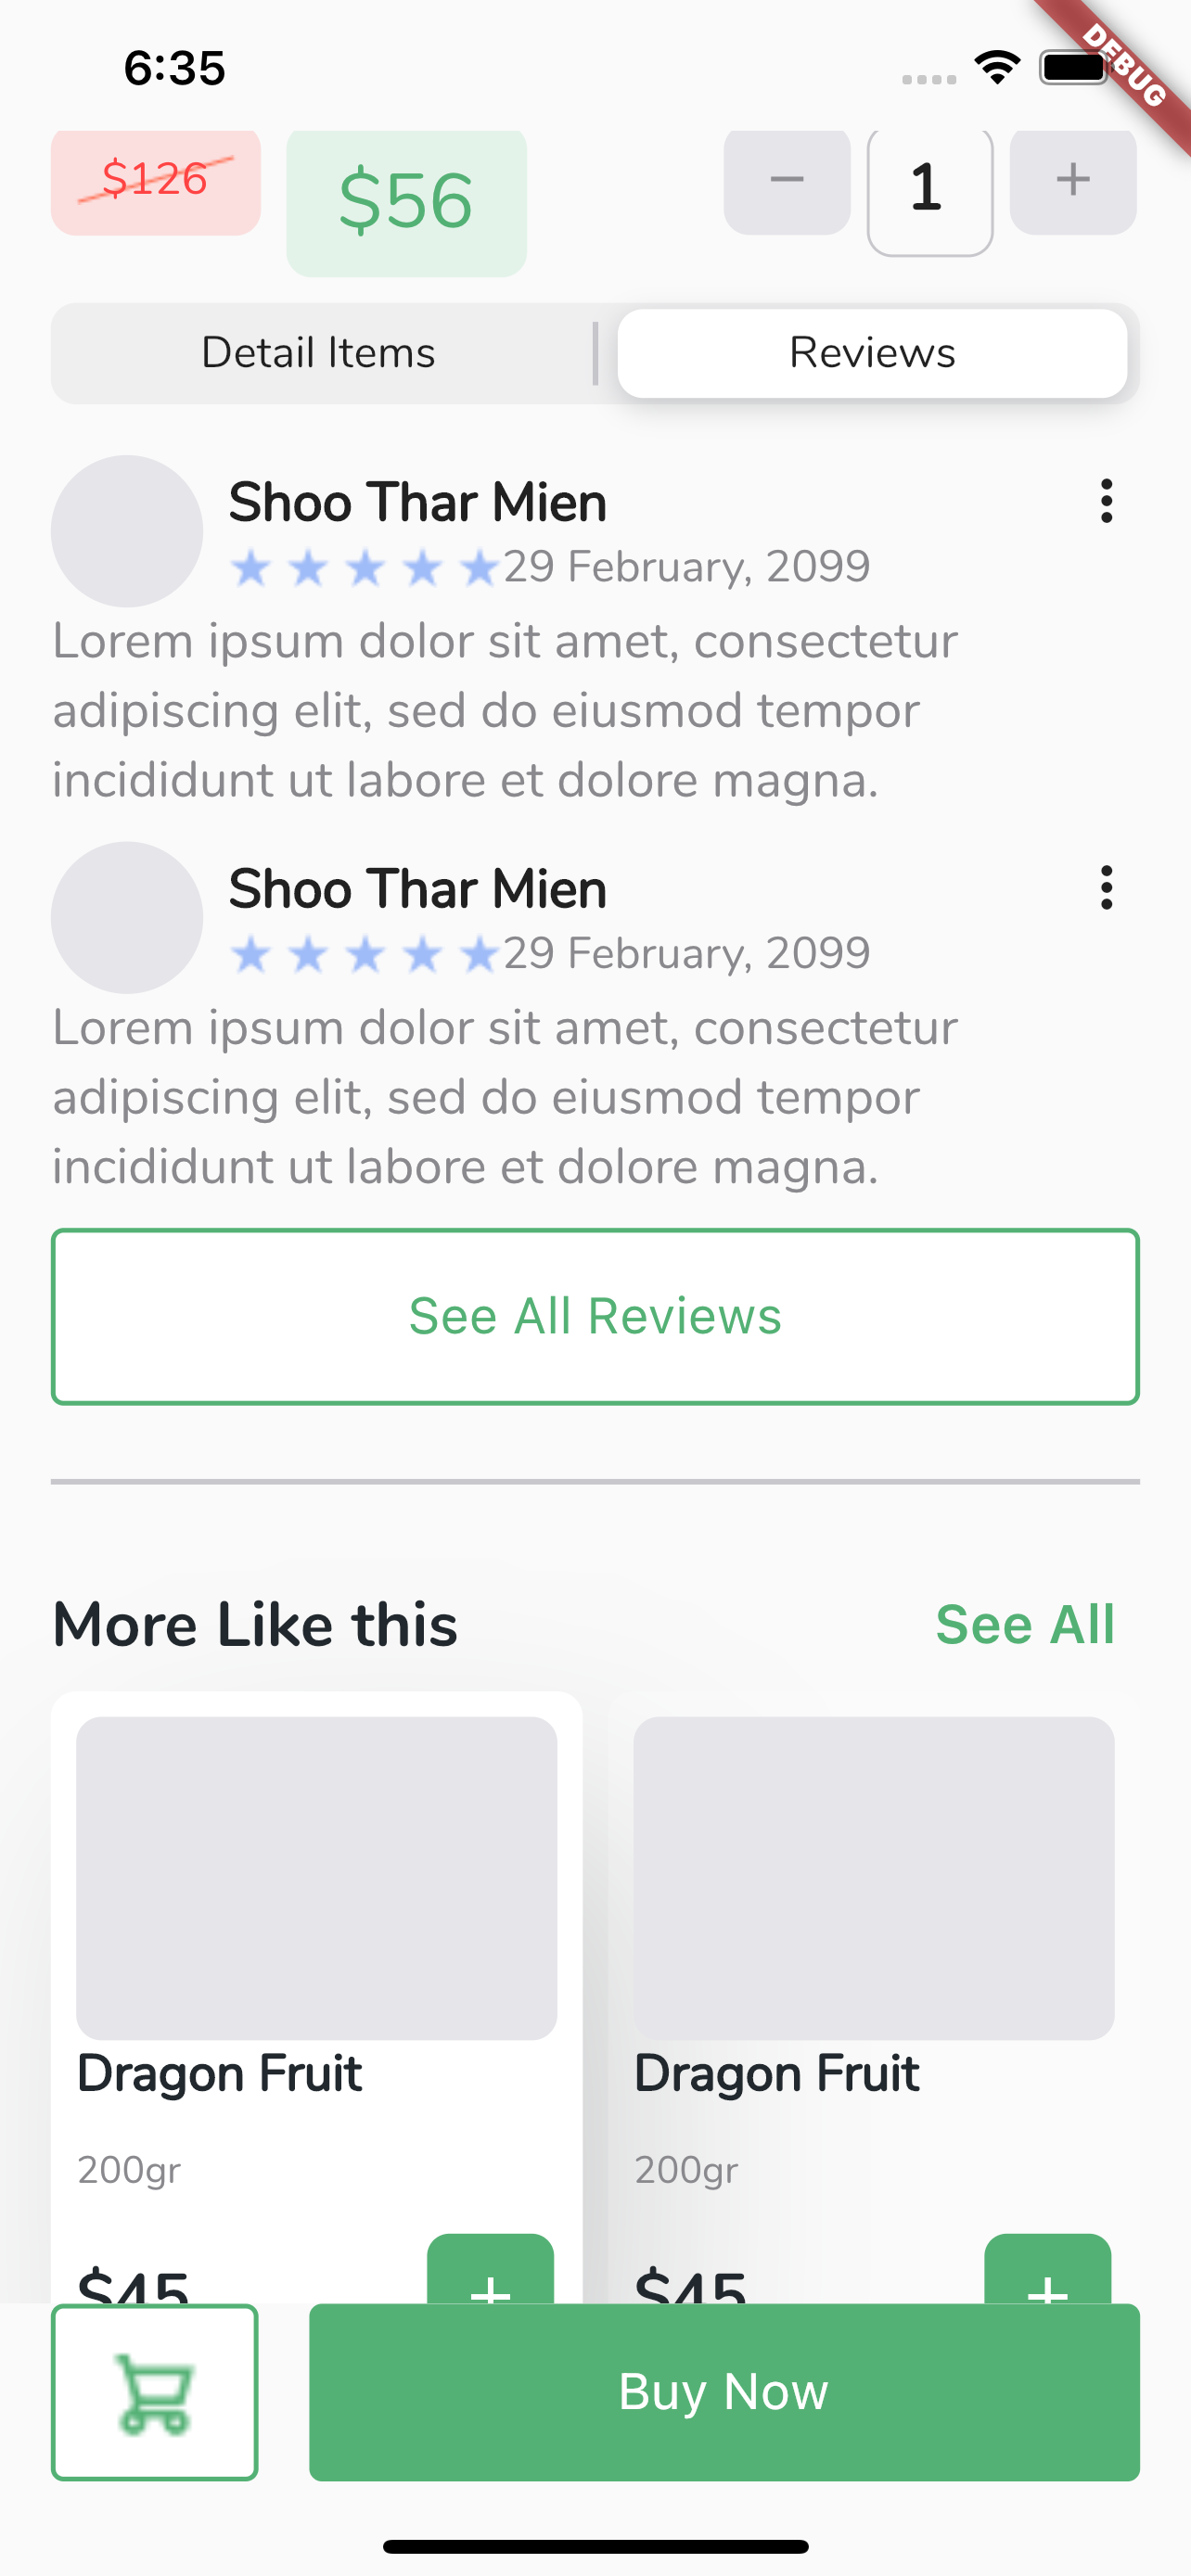 6:35
DEBUG
$126 $56 1
Detail Items Reviews
Shoo Thar Mien
29 February, 2099
Lorem ipsum dolor sit amet, consectetur
adipiscing elit, sed do eiusmod tempor
incididunt ut labore et dolore magna.
Shoo Thar Mien
29 February, 2099
Lorem ipsum dolor sit amet, consectetur
adipiscing elit, sed do eiusmod tempor
incididunt ut labore et dolore magna.
See All Reviews
More Like this See All
Dragon Fruit Dragon Fruit
200gr 200gr
$45 $45
Buy Now